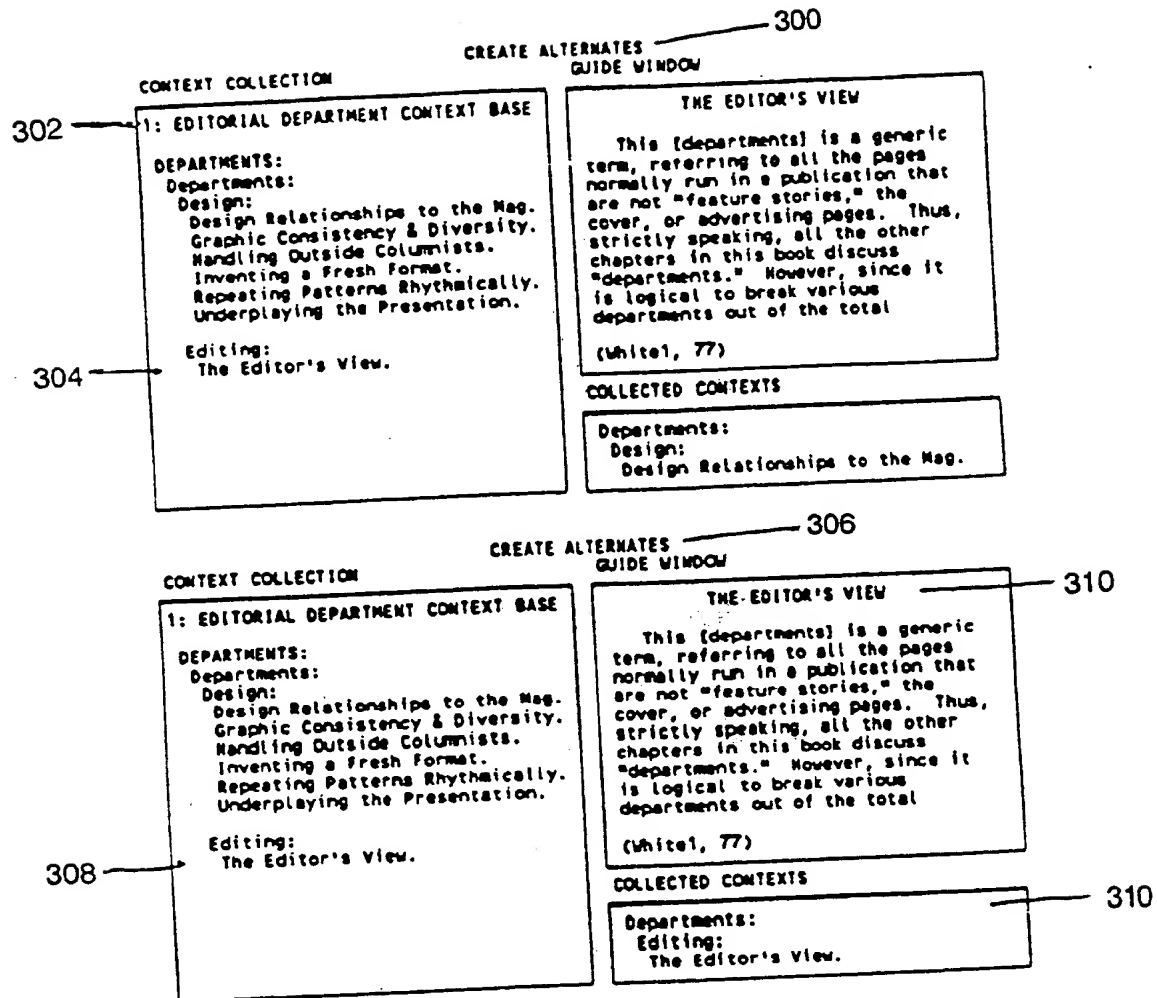 300
CREATE ALTERNATES
CONTEXT COLLECTION
302
1: EDITORIAL DEPARTMENT CONTEXT BASE
DEPARTMENTS:
Departments:
Design:
Design Relationships to the Mag.
Graphic Consistency & Diversity.
Handling Outside Columnists.
Inventing a Fresh Format.
Repeating Patterns Rhythmically.
Underplaying the Presentation.
Editing:
304
The Editor's View.
GUIDE WINDOW
THE EDITOR'S VIEW
This [departments] is a generic
term, referring to all the pages
normally run in a publication that
are not "feature stories," the
cover, or advertising pages. Thus,
strictly speaking, all the other
chapters in this book discuss
"departments." However, since it
is logical to break various
departments out of the total
(White1, 77)
COLLECTED CONTEXTS
Departments:
Design:
Design Relationships to the Mag.
306
CREATE ALTERNATES
CONTEXT COLLECTION
1: EDITORIAL DEPARTMENT CONTEXT BASE
DEPARTMENTS:
Departments:
Design:
Design Relationships to the Mag.
Graphic Consistency & Diversity.
Handling Outside Columnists.
Inventing a Fresh Format.
Repeating Patterns Rhythmically.
Underplaying the Presentation.
Editing:
308
The Editor's View.
GUIDE WINDOW
THE EDITOR'S VIEW
310
This [departments] is a generic
term, referring to all the pages
normally run in a publication that
are not "feature stories," the
cover, or advertising pages. Thus,
strictly speaking, all the other
chapters in this book discuss
"departments." However, since it
is logical to break various
departments out of the total
(White1, 77)
COLLECTED CONTEXTS
310
Departments:
Editing:
The Editor's View.